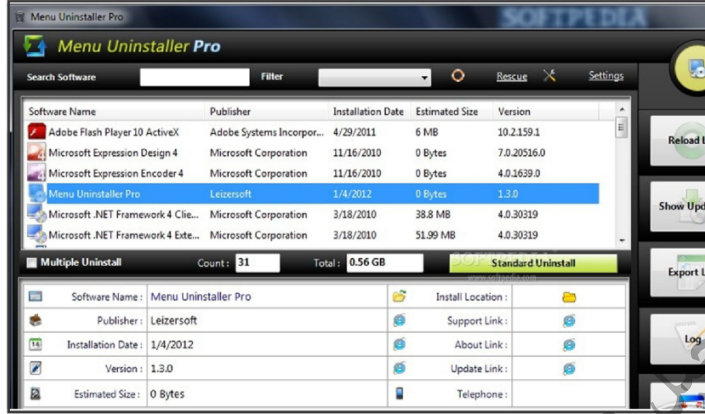 Menu Uninstaller Pro
SOFTPEDIA
Menu Uninstaller Pro
Search Software Filter Rescue Settings
Software Name Publisher Installation Date Estimated Size Version
Adobe Flash Player 10 ActiveX Adobe Systems Incorpor... 4/29/2011 6 MB 10.2.159.1
Microsoft Expression Design 4 Microsoft Corporation 11/16/2010 0 Bytes 7.0.20516.0
Microsoft Expression Encoder 4 Microsoft Corporation 11/16/2010 0 Bytes 4.0.1639.0
Menu Uninstaller Pro Leizersoft 1/4/2012 0 Bytes 1.3.0
Microsoft .NET Framework 4 Clie... Microsoft Corporation 3/18/2010 38.8 MB 4.0.30319
Microsoft .NET Framework 4 Exte... Microsoft Corporation 3/18/2010 51.99 MB 4.0.30319
Reload L
Show Upd
Export L
Log
Multiple Uninstall Count: 31 Total: 0.56 GB Standard Uninstall
SOFTPEDIA
www.softpedia.com
Software Name: Menu Uninstaller Pro Install Location:
Publisher: Leizersoft Support Link:
Installation Date: 1/4/2012 About Link:
Version: 1.3.0 Update Link:
Estimated Size: 0 Bytes Telephone: